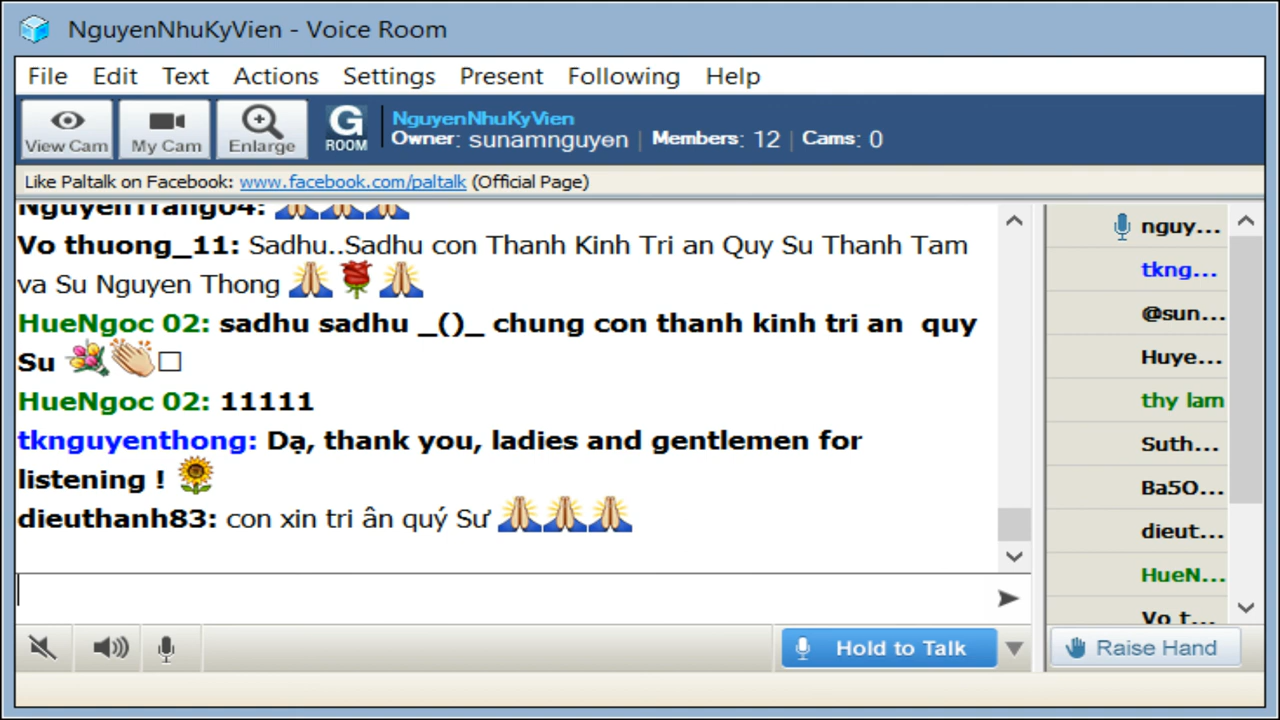 NguyenNhuKyVien - Voice Room
File Edit Text Actions Settings Present Following Help
View Cam My Cam Enlarge G ROOM
NguyenNhuKyVien
Owner: sunamnguyen | Members: 12 | Cams: 0
Like Paltalk on Facebook: www.facebook.com/paltalk (Official Page)
NguyenTrang04:
Vo thuong_11: Sadhu..Sadhu con Thanh Kinh Tri an Quy Su Thanh Tam
va Su Nguyen Thong
HueNgoc 02: sadhu sadhu _()_ chung con thanh kinh tri an quy
Su
HueNgoc 02: 11111
tknguyenthong: Dạ, thank you, ladies and gentlemen for
listening !
dieuthanh83: con xin tri ân quý Sư
nguy...
tkng...
@sun...
Huye...
thy lam
Suth...
Ba5O...
dieut...
HueN...
Vo t...
Hold to Talk
Raise Hand